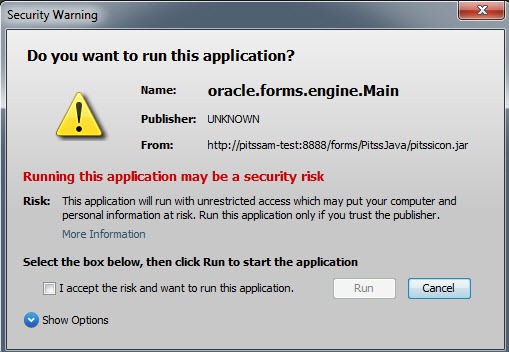 Security Warning
Do you want to run this application?
Name: oracle.forms.engine.Main
Publisher: UNKNOWN
From: http://pitssam-test:8888/forms/PitssJava/pitssicon.jar
Running this application may be a security risk
Risk: This application will run with unrestricted access which may put your computer and
personal information at risk. Run this application only if you trust the publisher.
More Information
Select the box below, then click Run to start the application
I accept the risk and want to run this application. Run Cancel
Show Options